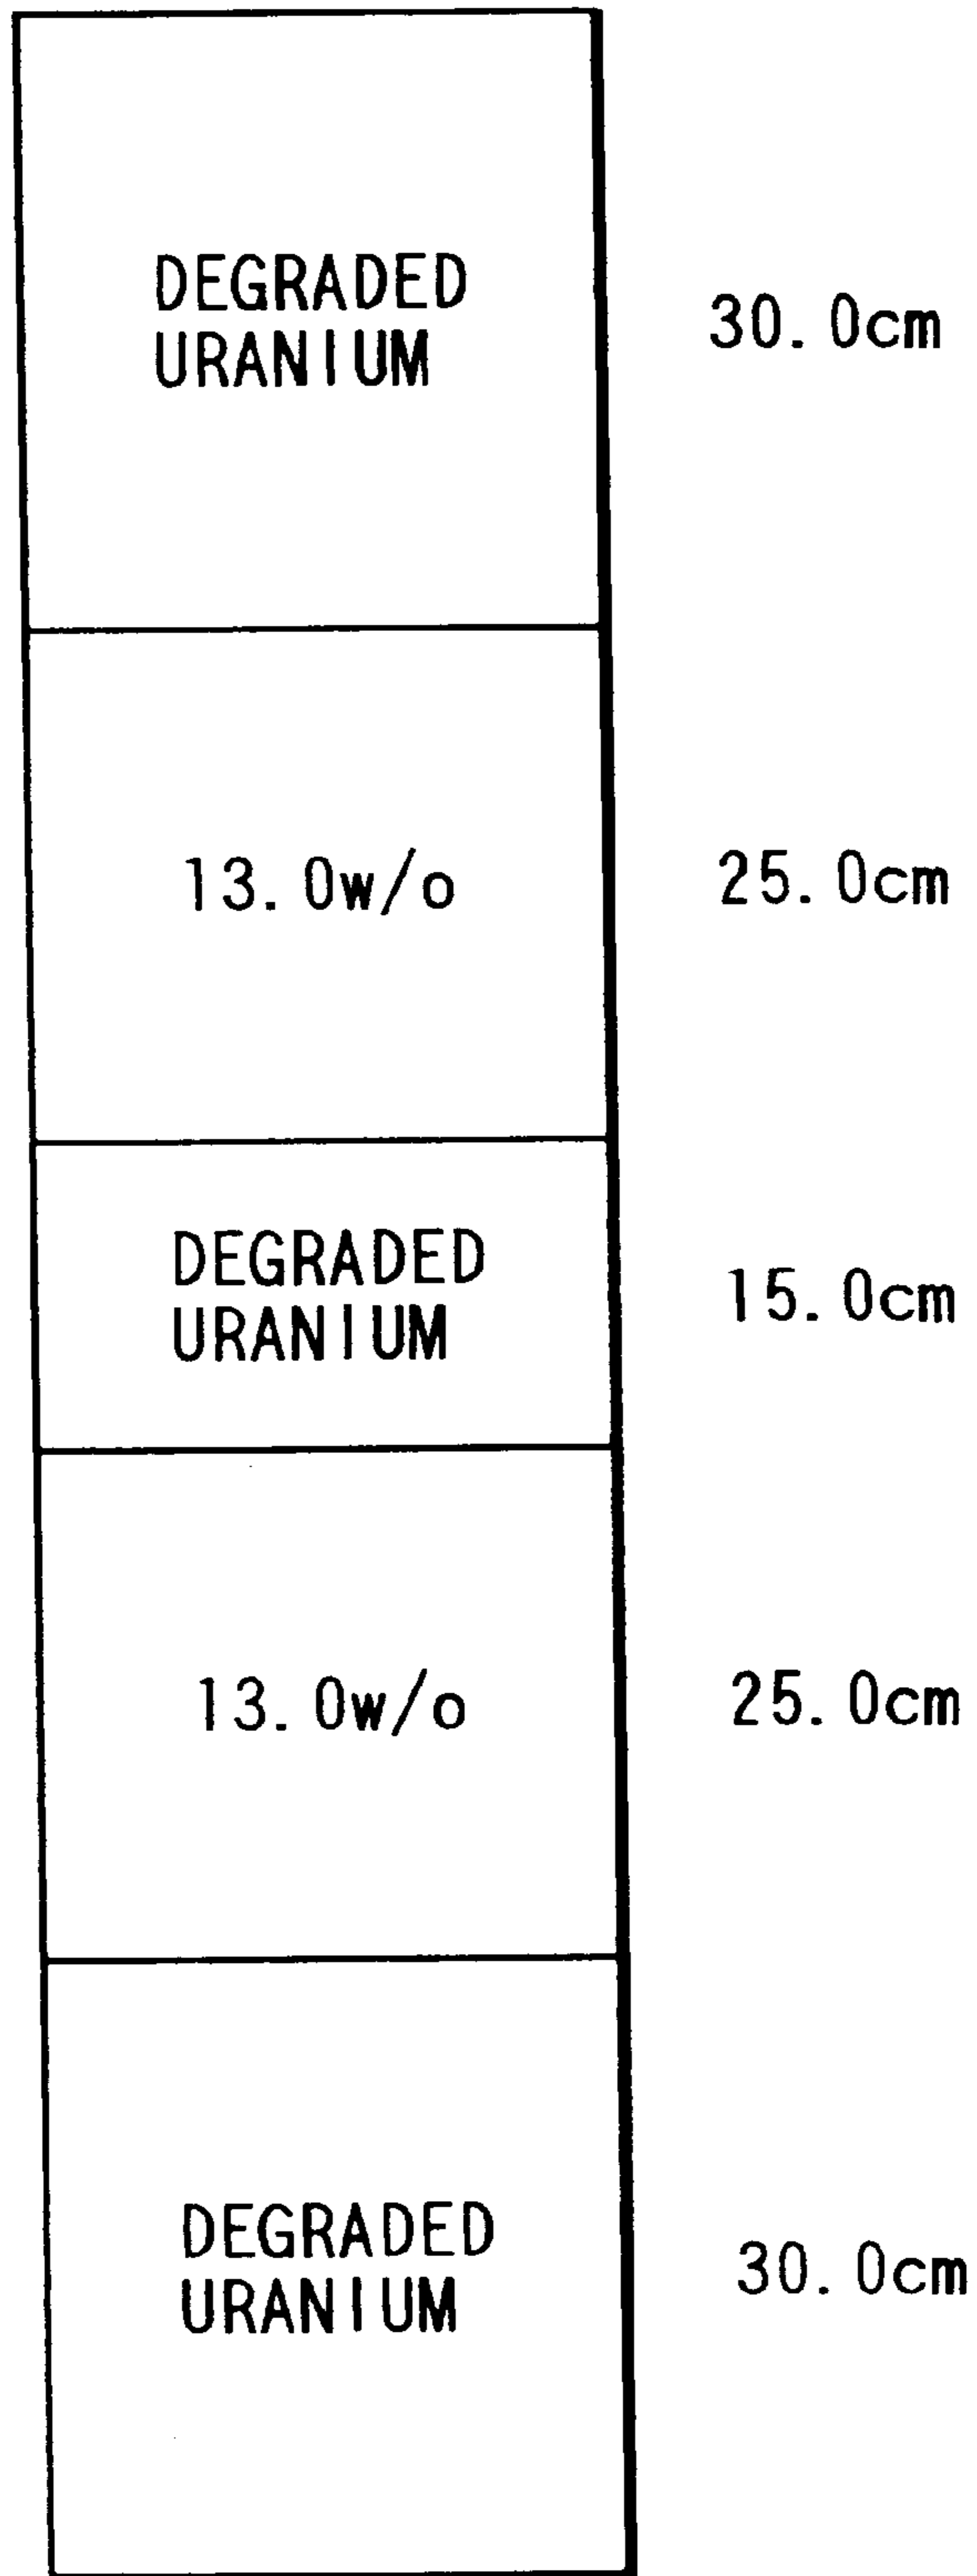 DEGRADED
URANIUM
30.0cm
13.0w/o
25.0cm
DEGRADED
URANIUM
15.0cm
13.0w/o
25.0cm
DEGRADED
URANIUM
30.0cm